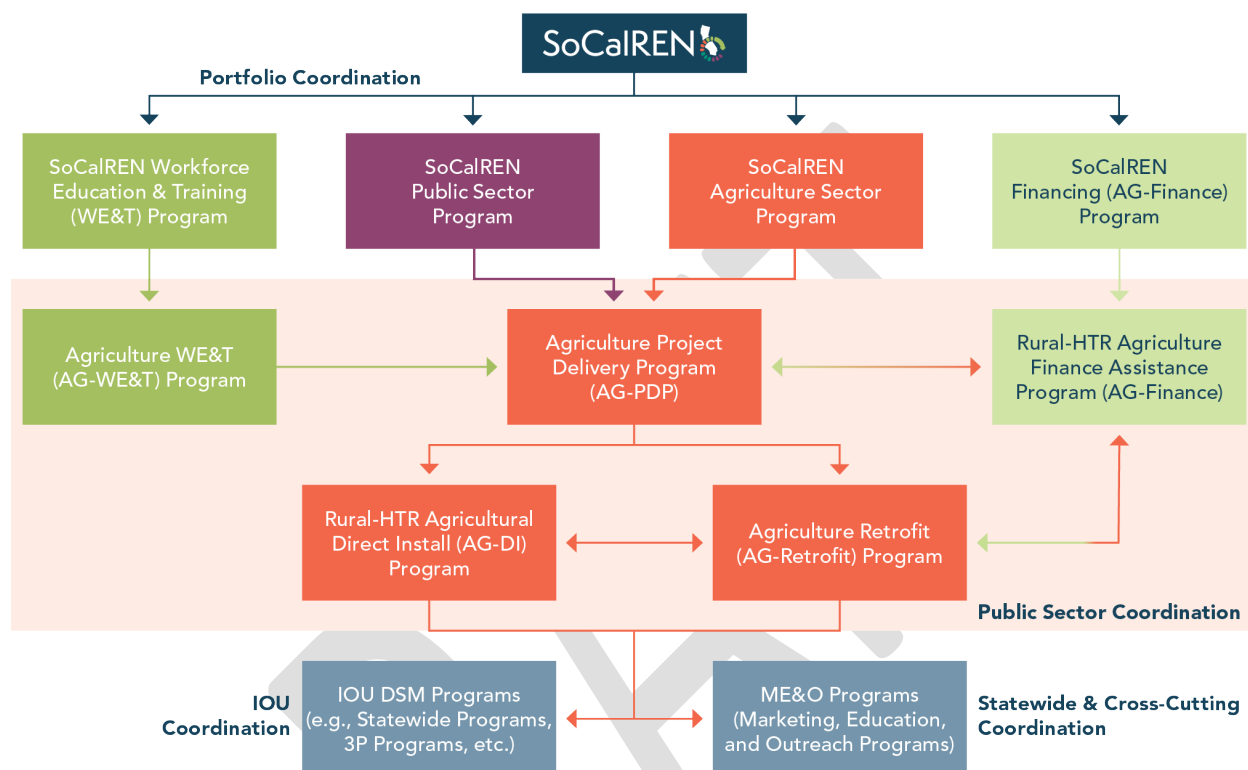 SoCalREN
Portfolio Coordination
SoCalREN Workforce
Education & Training
(WE&T) Program
SoCalREN
Public Sector
Program
SoCalREN
Agriculture Sector
Program
SoCalREN
Financing (AG-Finance)
Program
Agriculture WE&T
(AG-WE&T) Program
Agriculture Project
Delivery Program
(AG-PDP)
Rural-HTR Agriculture
Finance Assistance
Program (AG-Finance)
Rural-HTR Agricultural
Direct Install (AG-DI)
Program
Agriculture Retrofit
(AG-Retrofit) Program
Public Sector Coordination
IOU
Coordination
IOU DSM Programs
(e.g., Statewide Programs,
3P Programs, etc.)
ME&O Programs
(Marketing, Education,
and Outreach Programs)
Statewide & Cross-Cutting
Coordination
DRAFT